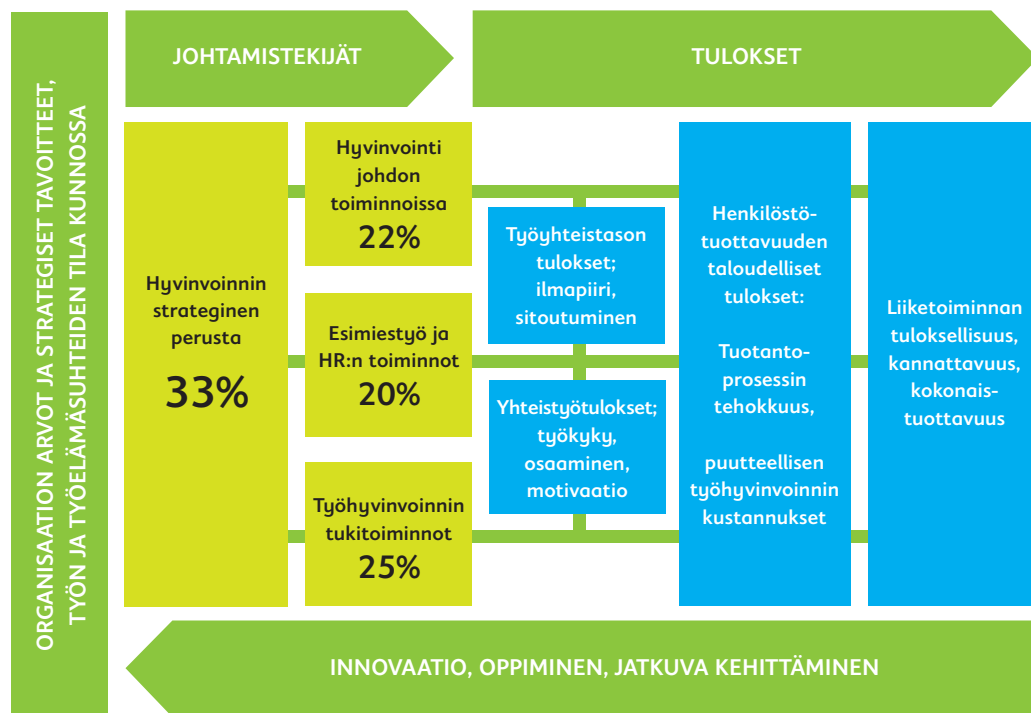 ORGANISAATION ARVOT JA STRATEGISET TAVOITTEET,
TYÖN JA TYÖELÄMÄSUHTEIDEN TILA KUNNOSSA
JOHTAMISTEKIJÄT
TULOKSET
Hyvinvoinnin
strateginen
perusta
33%
Hyvinvointi
johdon
toiminnoissa
22%
Esimiestyö ja
HR:n toiminnot
20%
Työhyvinvoinnin
tukitoiminnot
25%
Työyhteistason
tulokset;
ilmapiiri,
sitoutuminen
Yhteistyötulokset;
työkyky,
osaaminen,
motivaatio
Henkilöstö-
tuottavuuden
taloudelliset
tulokset:
Tuotanto-
prosessin
tehokkuus,
puutteellisen
työhyvinvoinnin
kustannukset
Liiketoiminnan
tuloksellisuus,
kannattavuus,
kokonais-
tuottavuus
INNOVAATIO, OPPIMINEN, JATKUVA KEHITTÄMINEN